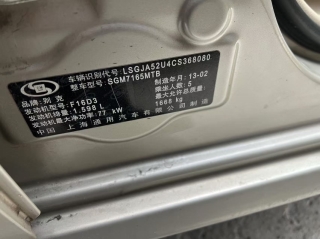 车辆识别代号: LSGJA52U4CS368080
整车型号: SGM7165MTB
品牌: 别克
制造年月: 13-02
发动机型号: F16D3
乘坐人数: 5
发动机排量: 1.598 L
最大允许总质量:
发动机最大净功率: 77 kW
1668 kg
中国 上海通用汽车有限公司制造